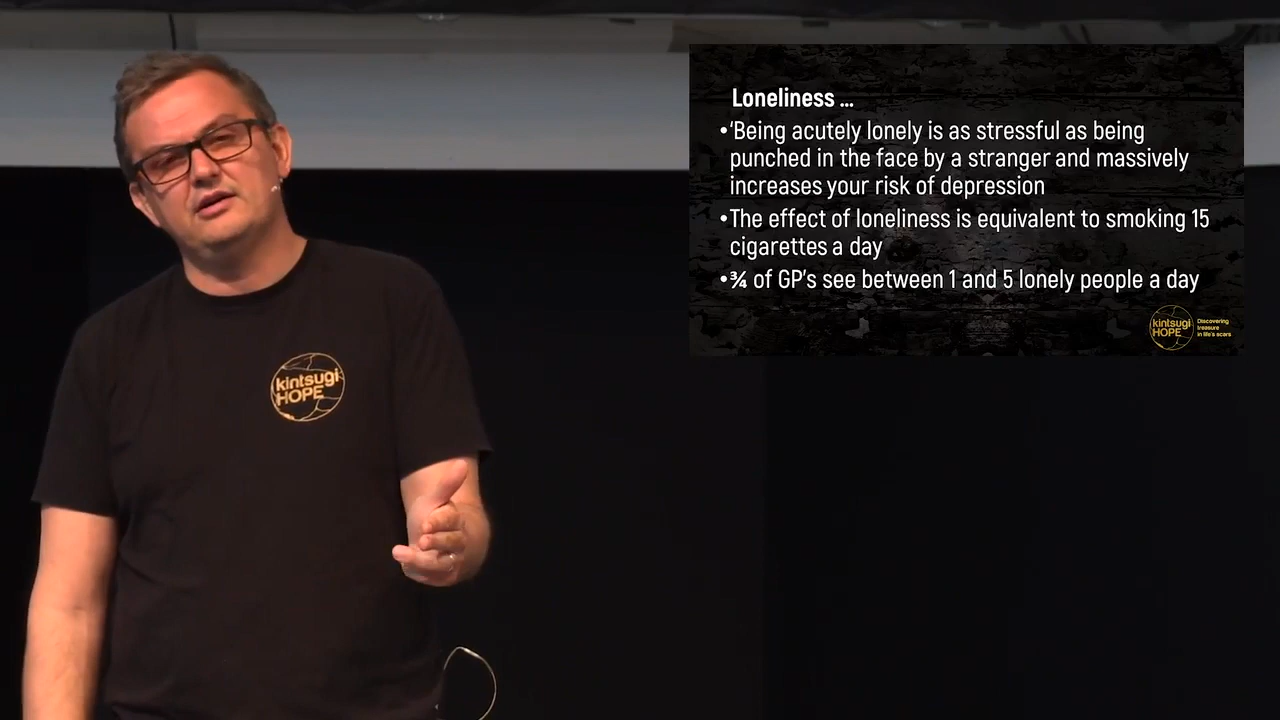 Loneliness ...
•'Being acutely lonely is as stressful as being
punched in the face by a stranger and massively
increases your risk of depression
•The effect of loneliness is equivalent to smoking 15
cigarettes a day
•¾ of GP's see between 1 and 5 lonely people a day
kintsugi
HOPE
Discovering
treasure
in life's scars
kintsugi
HOPE